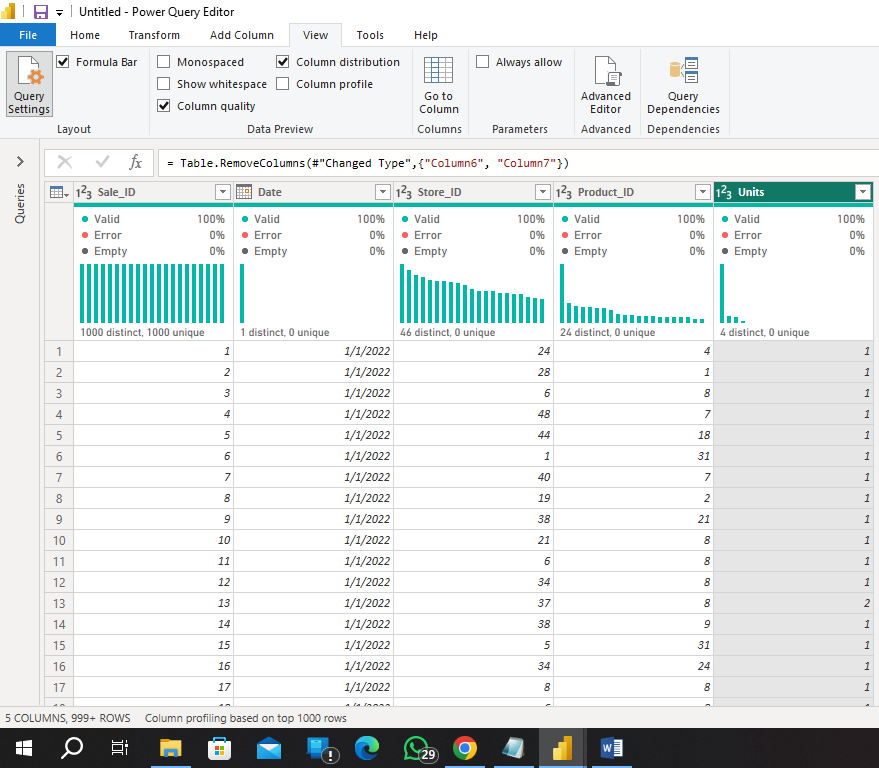 Untitled - Power Query Editor
File Home Transform Add Column View Tools Help
Query Settings
Formula Bar
Monospaced
Show whitespace
Column quality
Column distribution
Column profile
Go to Column
Always allow
Advanced Editor
Query Dependencies
Layout Data Preview Columns Parameters Advanced Dependencies
fx = Table.RemoveColumns(#"Changed Type",{"Column6", "Column7"})
Queries
1²3 Sale_ID Date 1²3 Store_ID 1²3 Product_ID 1²3 Units
Valid 100% Valid 100% Valid 100% Valid 100% Valid 100%
Error 0% Error 0% Error 0% Error 0% Error 0%
Empty 0% Empty 0% Empty 0% Empty 0% Empty 0%
1000 distinct, 1000 unique 1 distinct, 0 unique 46 distinct, 0 unique 24 distinct, 0 unique 4 distinct, 0 unique
1 1 1/1/2022 24 4 1
2 2 1/1/2022 28 1 1
3 3 1/1/2022 6 8 1
4 4 1/1/2022 48 7 1
5 5 1/1/2022 44 18 1
6 6 1/1/2022 1 31 1
7 7 1/1/2022 40 7 1
8 8 1/1/2022 19 2 1
9 9 1/1/2022 38 21 1
10 10 1/1/2022 21 8 1
11 11 1/1/2022 6 8 1
12 12 1/1/2022 34 8 1
13 13 1/1/2022 37 8 2
14 14 1/1/2022 38 9 1
15 15 1/1/2022 5 31 1
16 16 1/1/2022 34 24 1
17 17 1/1/2022 8 8 1
5 COLUMNS, 999+ ROWS Column profiling based on top 1000 rows
29
W